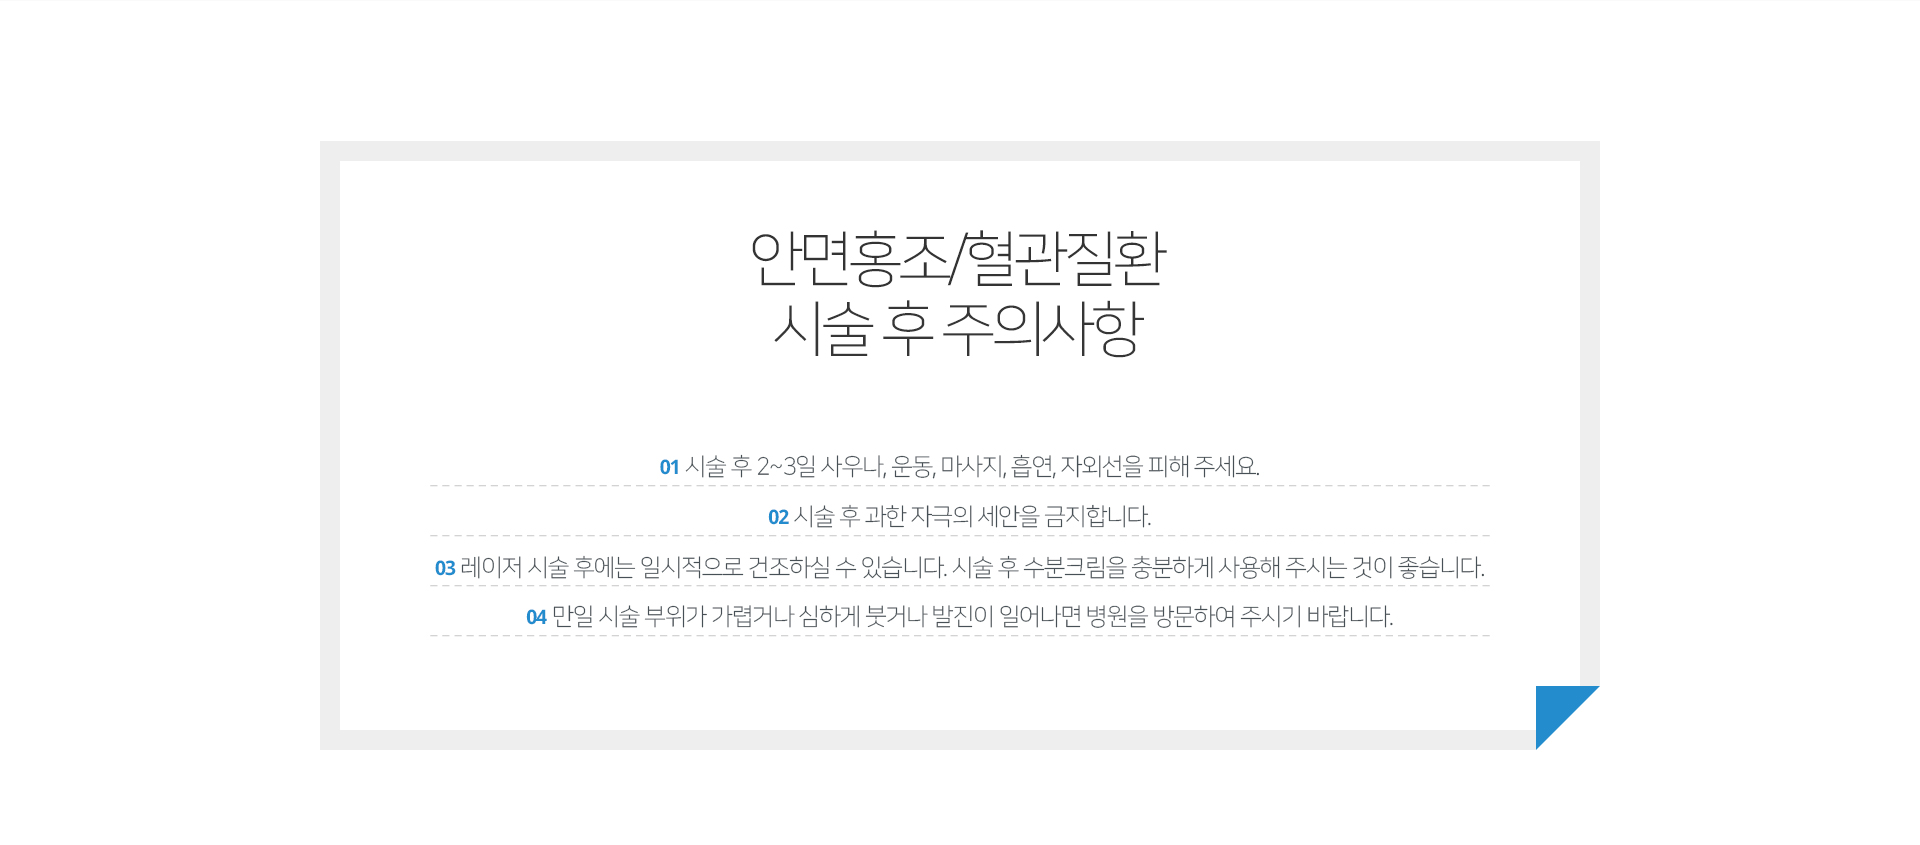 안면홍조/혈관질환
시술 후 주의사항
01 시술 후 2~3일 사우나, 운동, 마사지, 흡연, 자외선을 피해 주세요.
02 시술 후 과한 자극의 세안을 금지합니다.
03 레이저 시술 후에는 일시적으로 건조하실 수 있습니다. 시술 후 수분크림을 충분하게 사용해 주시는 것이 좋습니다.
04 만일 시술 부위가 가렵거나 심하게 붓거나 발진이 일어나면 병원을 방문하여 주시기 바랍니다.